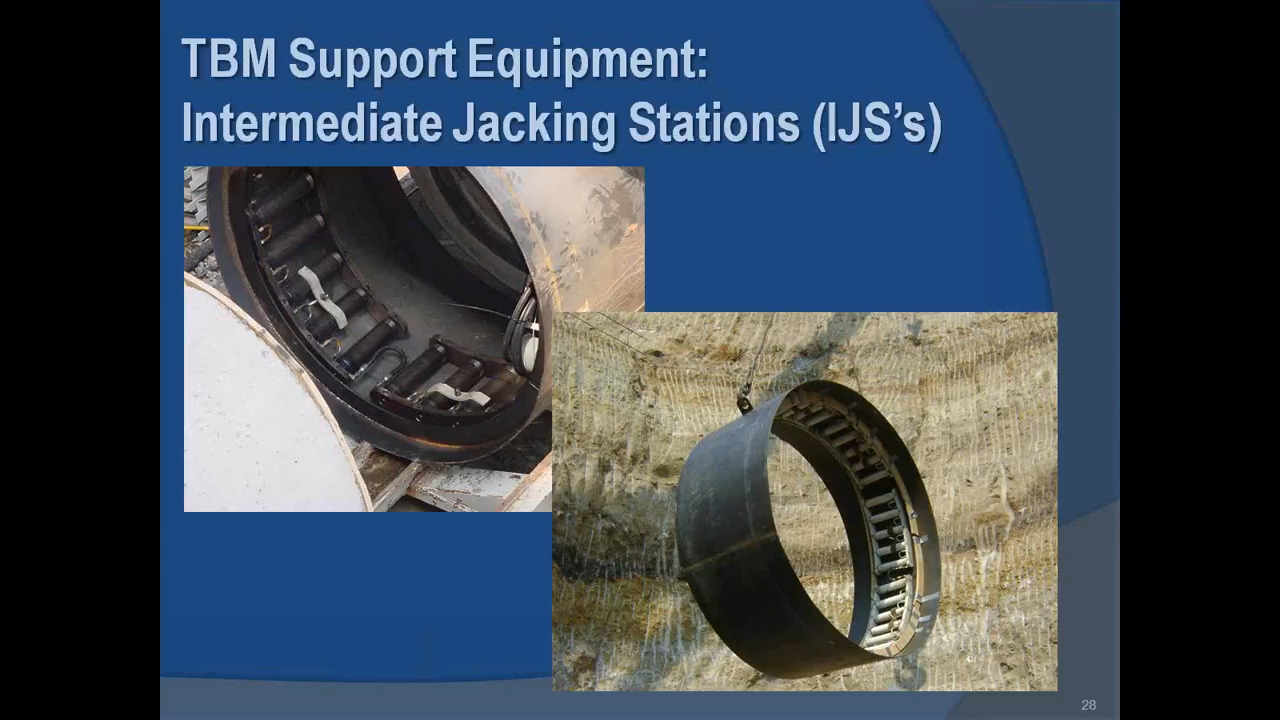 TBM Support Equipment:
Intermediate Jacking Stations (IJS’s)
28